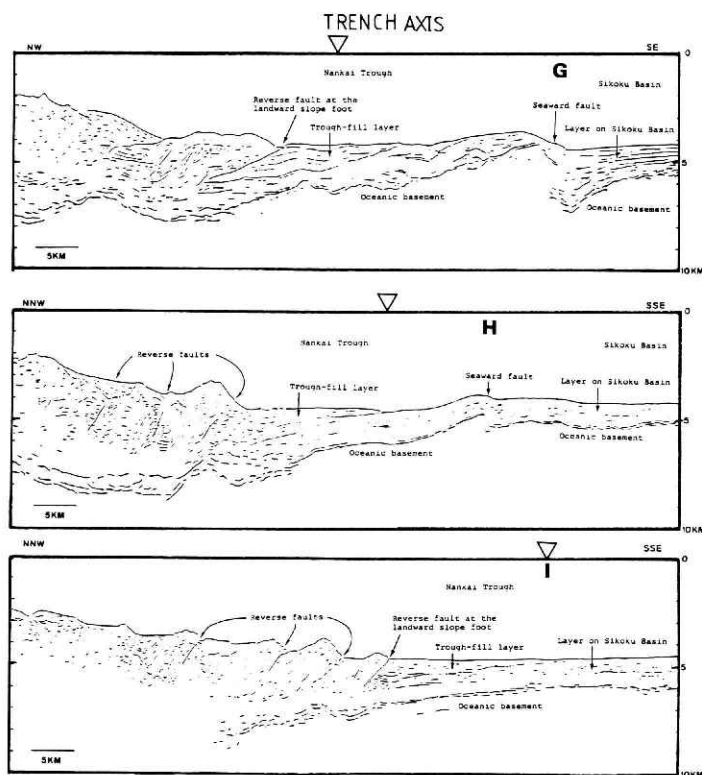 TRENCH AXIS
NW
SE
0
G
Nankai Trough
Sikoku Basin
Reverse fault at the
landward slope foot
Seaward fault
Trough-fill layer
Layer on Sikoku Basin
5
Oceanic basement
Oceanic basement
5KM
10KM
NNW
SSE
0
H
Nankai Trough
Sikoku Basin
Reverse faults
Seaward fault
Trough-fill layer
Layer on Sikoku Basin
5
Oceanic basement
Oceanic basement
5KM
10KM
NNW
SSE
0
I
Nankai Trough
Reverse faults
Reverse fault at the
landward slope foot
Layer on Sikoku Basin
Trough-fill layer
5
Oceanic basement
5KM
10KM